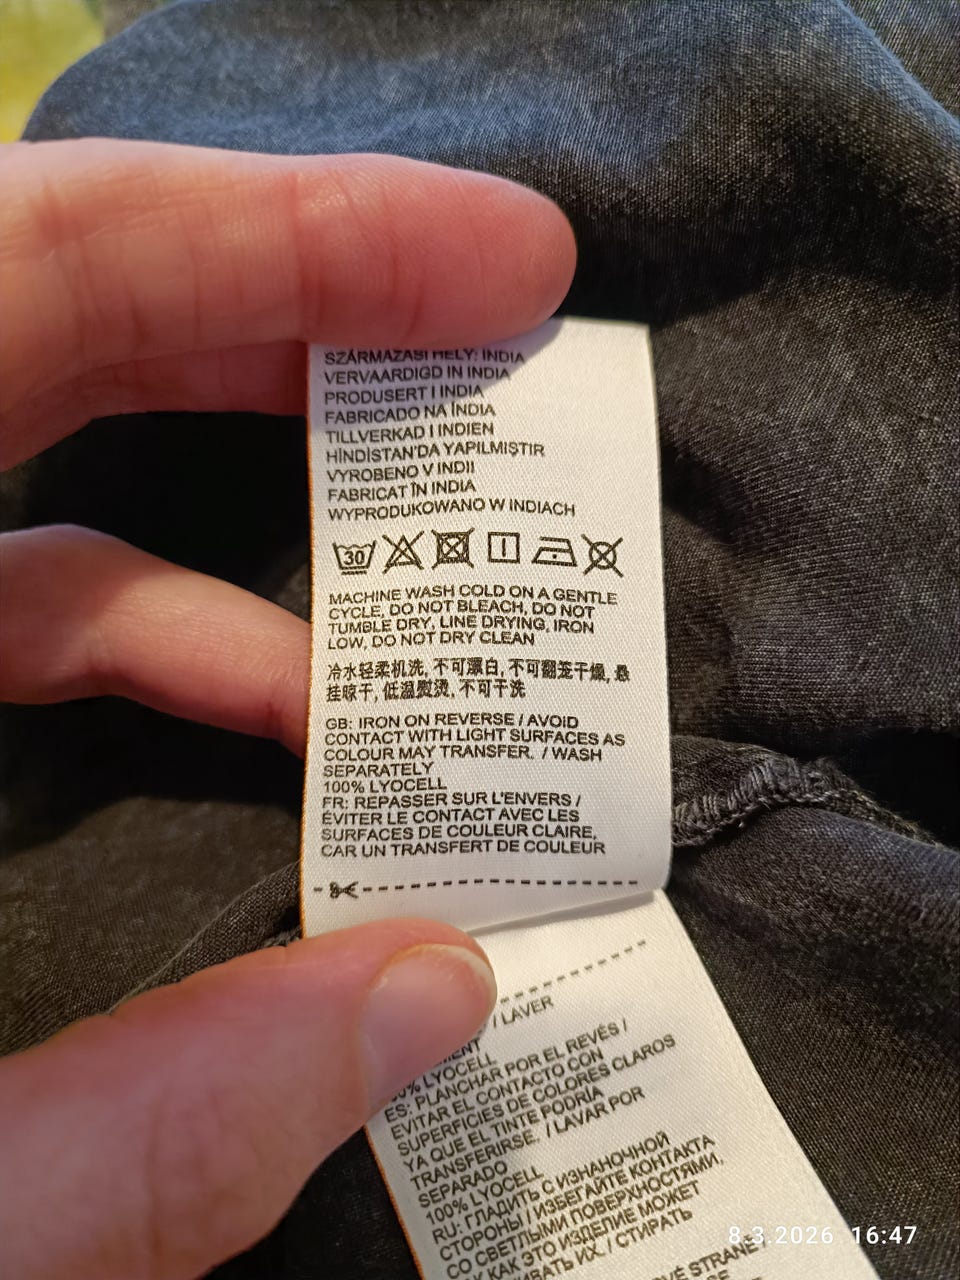 SZÁRMAZÁSI HELY: INDIA
VERVAARDIGD IN INDIA
PRODUSERT I INDIA
FABRICADO NA ÍNDIA
TILLVERKAD I INDIEN
HİNDİSTAN'DA YAPILMIŞTIR
VYROBENO V INDII
FABRICAT ÎN INDIA
WYPRODUKOWANO W INDIACH
30
MACHINE WASH COLD ON A GENTLE
CYCLE, DO NOT BLEACH, DO NOT
TUMBLE DRY, LINE DRYING, IRON
LOW, DO NOT DRY CLEAN
冷水轻柔机洗, 不可漂白, 不可翻笼干燥, 悬
挂晾干, 低温熨烫, 不可干洗
GB: IRON ON REVERSE / AVOID
CONTACT WITH LIGHT SURFACES AS
COLOUR MAY TRANSFER. / WASH
SEPARATELY
100% LYOCELL
FR: REPASSER SUR L'ENVERS /
ÉVITER LE CONTACT AVEC LES
SURFACES DE COULEUR CLAIRE,
CAR UN TRANSFERT DE COULEUR
/ LAVER
LYOCELL
ES: PLANCHAR POR EL REVÉS /
EVITAR EL CONTACTO CON
SUPERFICIES DE COLORES CLAROS
YA QUE EL TINTE PODRÍA
TRANSFERIRSE. / LAVAR POR
SEPARADO
100% LYOCELL
RU: ГЛАДИТЬ С ИЗНАНОЧНОЙ
СТОРОНЫ / ИЗБЕГАЙТЕ КОНТАКТА
СО СВЕТЛЫМИ ПОВЕРХНОСТЯМИ,
КАК ЭТО ИЗДЕЛИЕ МОЖЕТ
ИХ. / СТИРАТЬ
STRANĚ /
8.3.2026 16:47